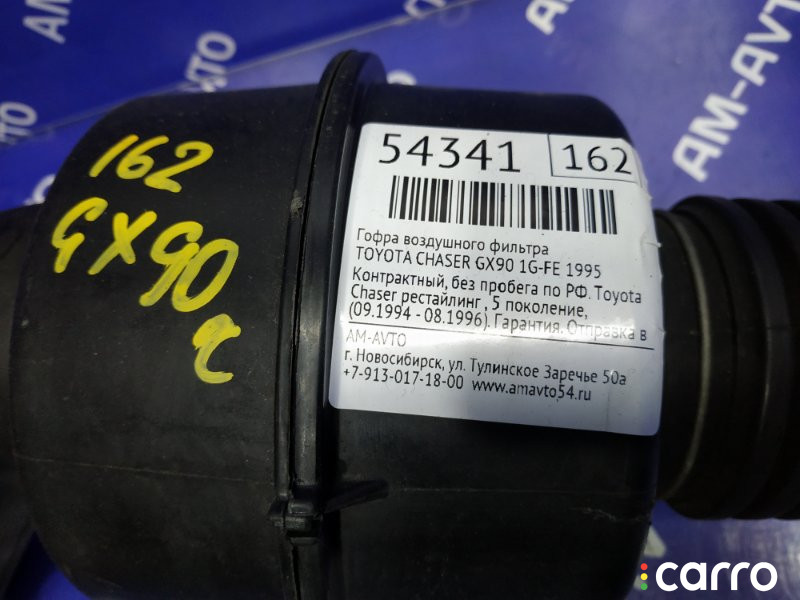 162
GX90
54341 162
Гофра воздушного фильтра
TOYOTA CHASER GX90 1G-FE 1995
Контрактный, без пробега по РФ. Toyota
Chaser рестайлинг , 5 поколение,
(09.1994 - 08.1996). Гарантия. Отправка в
АМ-АВТО
г. Новосибирск, ул. Тулинское Заречье 50а
+7-913-017-18-00 www.amavto54.ru
AM-AVTO
AM-AVTO
carro